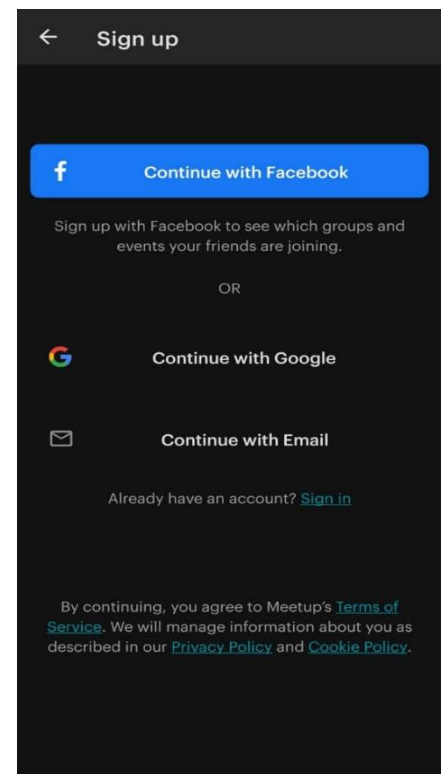 Sign up
Continue with Facebook
Sign up with Facebook to see which groups and
events your friends are joining.
OR
Continue with Google
Continue with Email
Already have an account? Sign in
By continuing, you agree to Meetup’s Terms of
Service. We will manage information about you as
described in our Privacy Policy and Cookie Policy.